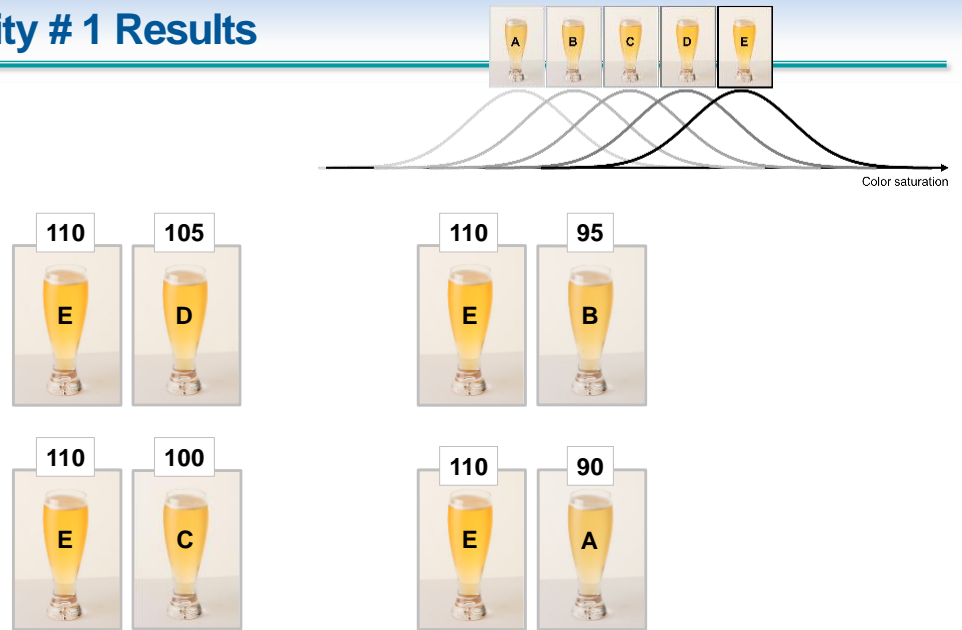 ity # 1 Results
A B C D E
Color saturation
110 105 110 95
E D E B
110 100 110 90
E C E A